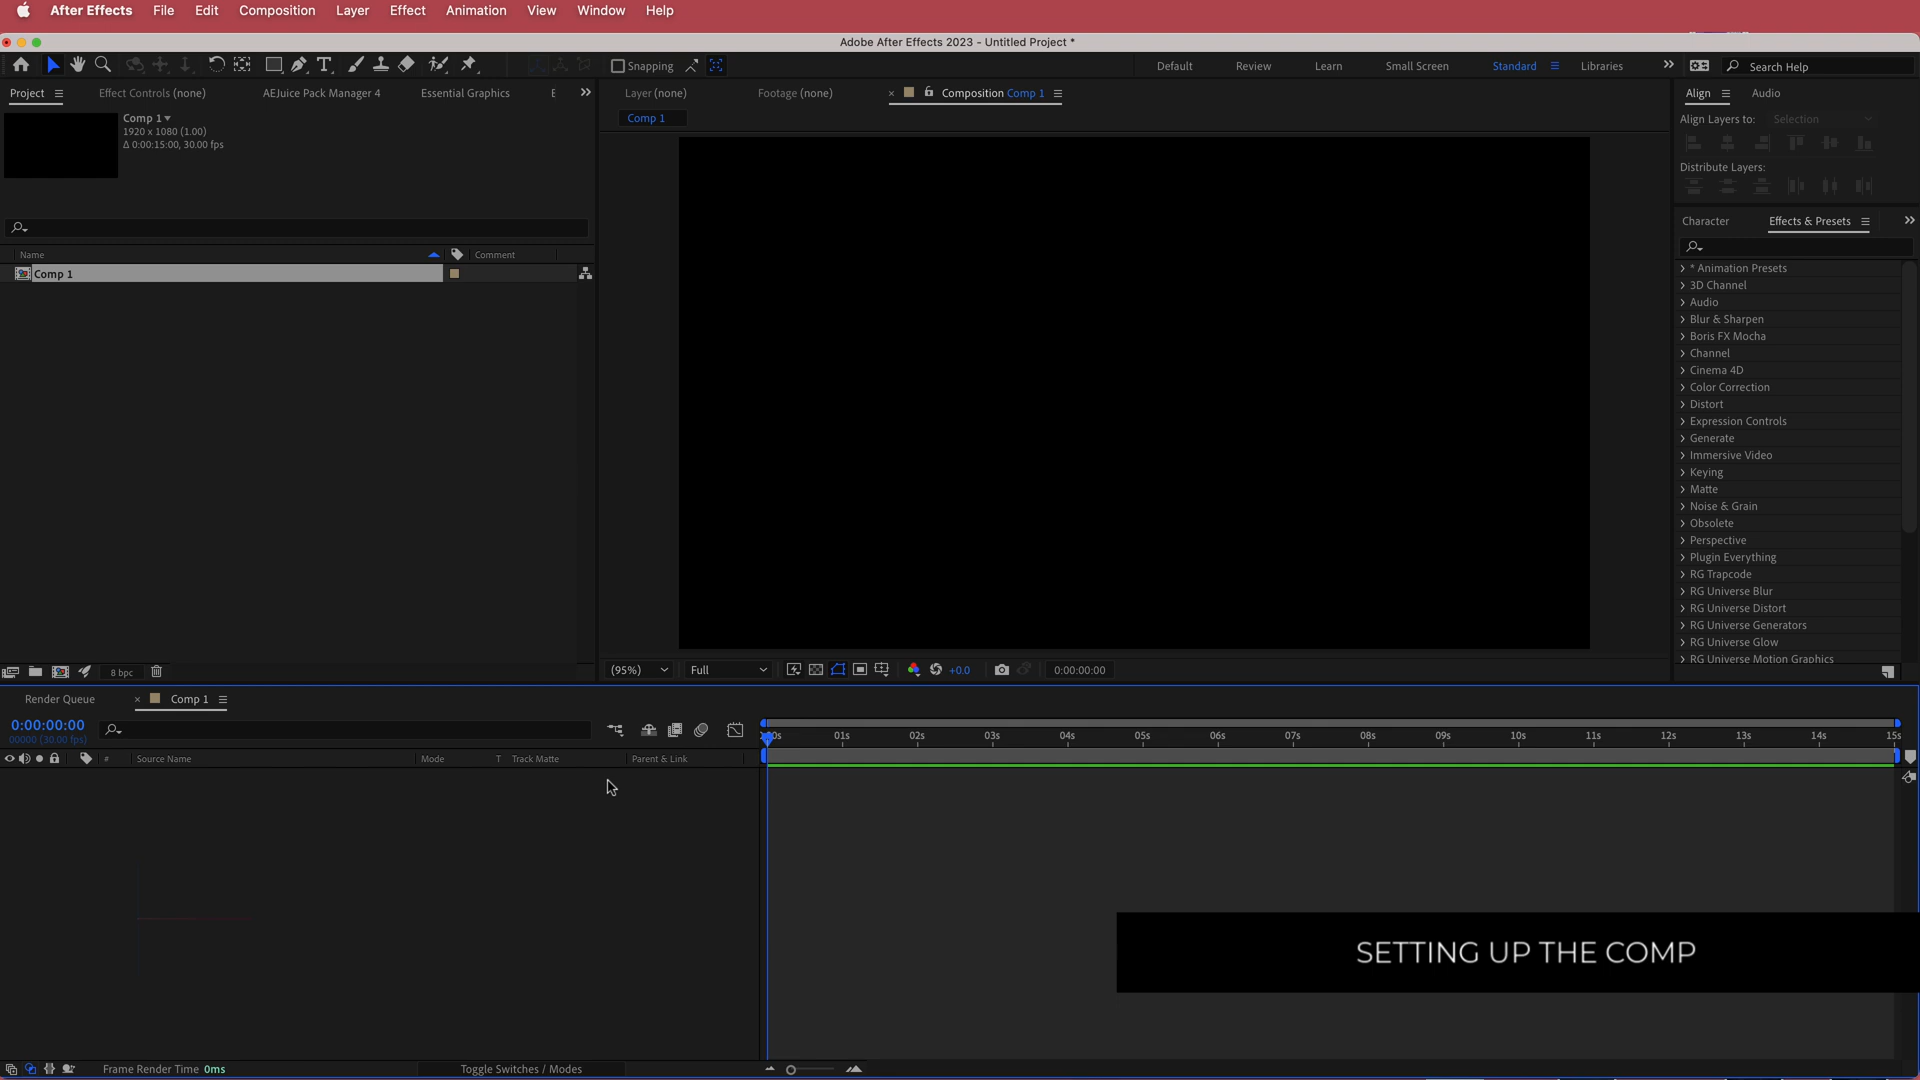 After Effects File Edit Composition Layer Effect Animation View Window Help
Adobe After Effects 2023 - Untitled Project *
Snapping Default Review Learn Small Screen Standard Libraries Search Help
Project Effect Controls (none) AEJuice Pack Manager 4 Essential Graphics E
Layer (none) Footage (none) Composition Comp 1
Align Audio
Comp 1
1920 x 1080 (1.00)
Δ 0:00:15:00, 30.00 fps
Comp 1
Align Layers to: Selection
Distribute Layers:
Character Effects & Presets
Name Comment
Comp 1
* Animation Presets
3D Channel
Audio
Blur & Sharpen
Boris FX Mocha
Channel
Cinema 4D
Color Correction
Distort
Expression Controls
Generate
Immersive Video
Keying
Matte
Noise & Grain
Obsolete
Perspective
Plugin Everything
RG Trapcode
RG Universe Blur
RG Universe Distort
RG Universe Generators
RG Universe Glow
RG Universe Motion Graphics
8 bpc
(95%) Full +0.0 0:00:00:00
Render Queue Comp 1
0:00:00:00
00000 (30.00 fps)
01s 02s 03s 04s 05s 06s 07s 08s 09s 10s 11s 12s 13s 14s 15s
# Source Name Mode T Track Matte Parent & Link
SETTING UP THE COMP
Frame Render Time 0ms Toggle Switches / Modes